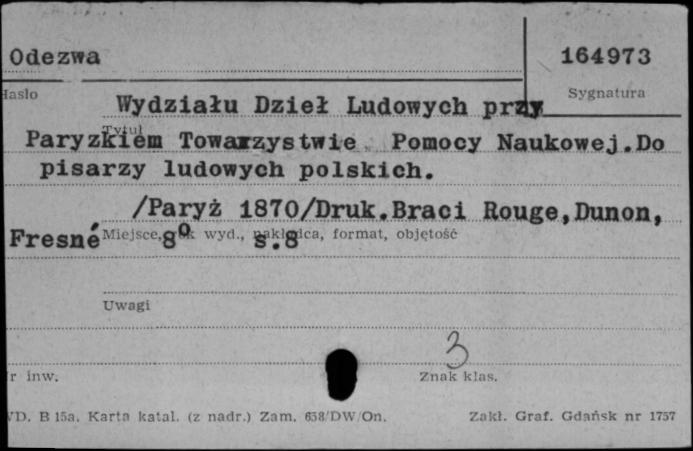 Odezwa
164973
Hasło
Sygnatura
Wydziału Dzieł Ludowych przy
Tytuł
Paryzkiem Towarzystwie Pomocy Naukowej.Do
pisarzy ludowych polskich.
/Paryż 1870/Druk.Braci Rouge,Dunon,
Fresné 8° s.8
Miejsce, rok wyd., nakładca, format, objętość
Uwagi
3
r inw.
Znak klas.
WD. B 15a. Karta katal. (z nadr.) Zam. 658/DW/On.
Zakł. Graf. Gdańsk nr 1757